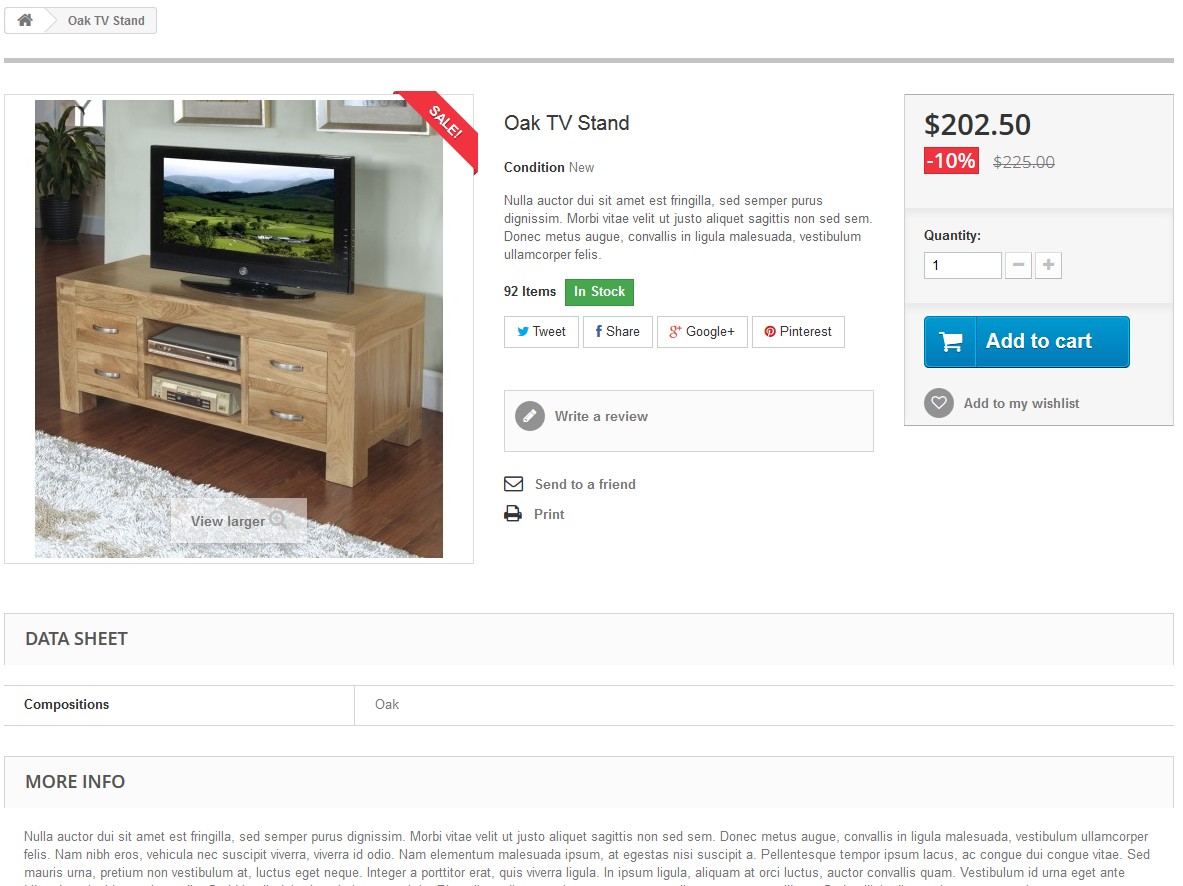 Oak TV Stand
SALE!
View larger
Oak TV Stand
Condition New
Nulla auctor dui sit amet est fringilla, sed semper purus
dignissim. Morbi vitae velit ut justo aliquet sagittis non sed sem.
Donec metus augue, convallis in ligula malesuada, vestibulum
ullamcorper felis.
92 Items In Stock
Tweet Share Google+ Pinterest
Write a review
Send to a friend
Print
$202.50
-10% $225.00
Quantity:
1
Add to cart
Add to my wishlist
DATA SHEET
Compositions Oak
MORE INFO
Nulla auctor dui sit amet est fringilla, sed semper purus dignissim. Morbi vitae velit ut justo aliquet sagittis non sed sem. Donec metus augue, convallis in ligula malesuada, vestibulum ullamcorper
felis. Nam nibh eros, vehicula nec suscipit viverra, viverra id odio. Nam elementum malesuada ipsum, at egestas nisi suscipit a. Pellentesque tempor ipsum lacus, ac congue dui congue vitae. Sed
mauris urna, pretium non vestibulum at, luctus eget neque. Integer a porttitor erat, quis viverra ligula. In ipsum ligula, aliquam at orci luctus, auctor convallis quam. Vestibulum id urna eget ante